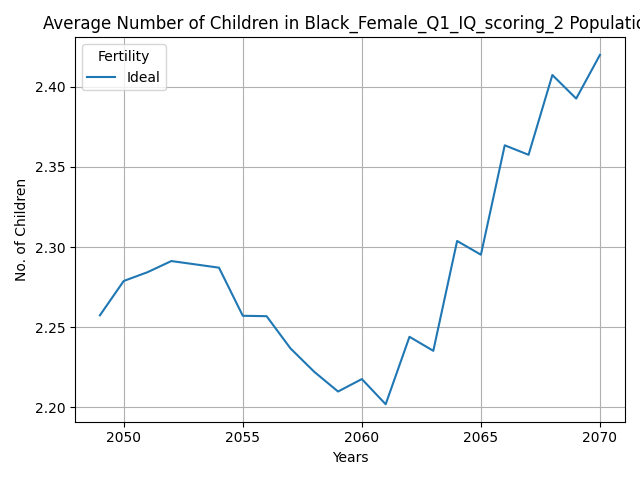 Average Number of Children in Black_Female_Q1_IQ_scoring_2 Populatio
Fertility
Ideal
No. of Children
2.40
2.35
2.30
2.25
2.20
2050 2055 2060 2065 2070
Years